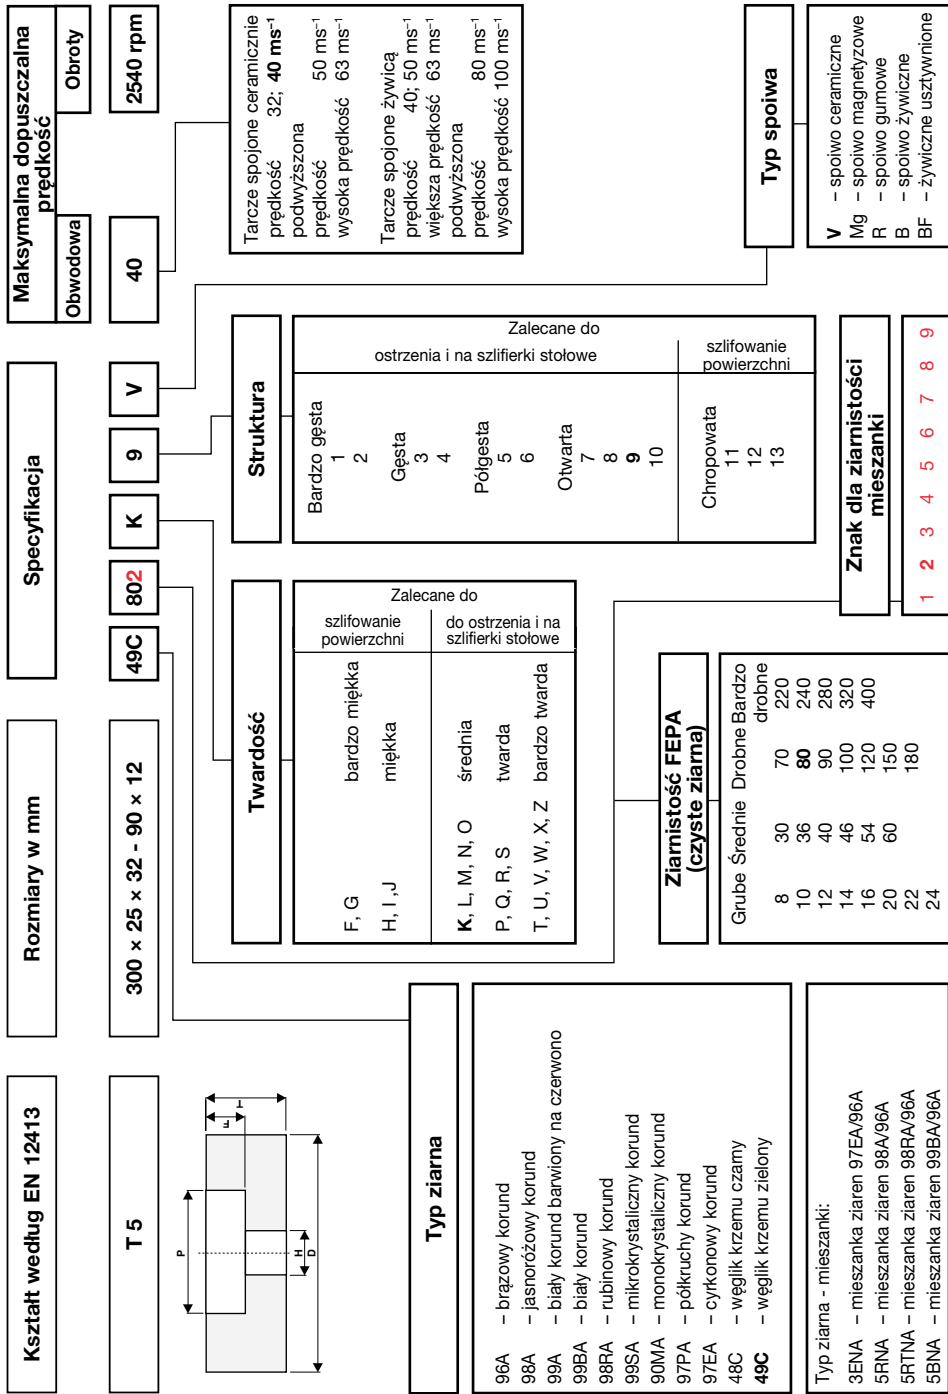 Kształt według EN 12413
Rozmiary w mm
Specyfikacja
Maksymalna dopuszczalna
prędkość
Obwodowa
Obroty
T 5
300 × 25 × 32 - 90 × 12
49C
802
K
9
V
40
2540 rpm
P
F
T
H
D
Tarcze spojone ceramicznie
prędkość 32; 40 ms⁻¹
podwyższona
prędkość 50 ms⁻¹
wysoka prędkość 63 ms⁻¹
Tarcze spojone żywicą
prędkość 40; 50 ms⁻¹
większa prędkość 63 ms⁻¹
podwyższona
prędkość 80 ms⁻¹
wysoka prędkość 100 ms⁻¹
Twardość
Zalecane do
F, G bardzo miękka
H, I ,J miękka
szlifowanie
powierzchni
K, L, M, N, O średnia
P, Q, R, S twarda
T, U, V, W, X, Z bardzo twarda
do ostrzenia i na
szlifierki stołowe
Struktura
Zalecane do
Bardzo gęsta
1
2
Gęsta
3
4
Półgesta
5
6
Otwarta
7
8
9
10
ostrzenia i na szlifierki stołowe
Chropowata
11
12
13
szlifowanie
powierzchni
Typ ziarna
96A – brązowy korund
98A – jasnoróżowy korund
99A – biały korund barwiony na czerwono
99BA – biały korund
98RA – rubinowy korund
99SA – mikrokrystaliczny korund
90MA – monokrystaliczny korund
97PA – półkruchy korund
97EA – cyrkonowy korund
48C – węglik krzemu czarny
49C – węglik krzemu zielony
Typ ziarna - mieszanki:
3ENA – mieszanka ziaren 97EA/96A
5RNA – mieszanka ziaren 98A/96A
5RTNA – mieszanka ziaren 98RA/96A
5BNA – mieszanka ziaren 99BA/96A
Ziarnistość FEPA
(czyste ziarna)
Grube Średnie Drobne Bardzo
drobne
8 30 70 220
10 36 80 240
12 40 90 280
14 46 100 320
16 54 120 400
20 60 150
22 180
24
Znak dla ziarnistości
mieszanki
1 2 3 4 5 6 7 8 9
Typ spoiwa
V – spoiwo ceramiczne
Mg – spoiwo magnetyzowe
R – spoiwo gumowe
B – spoiwo żywiczne
BF – żywiczne usztywnione